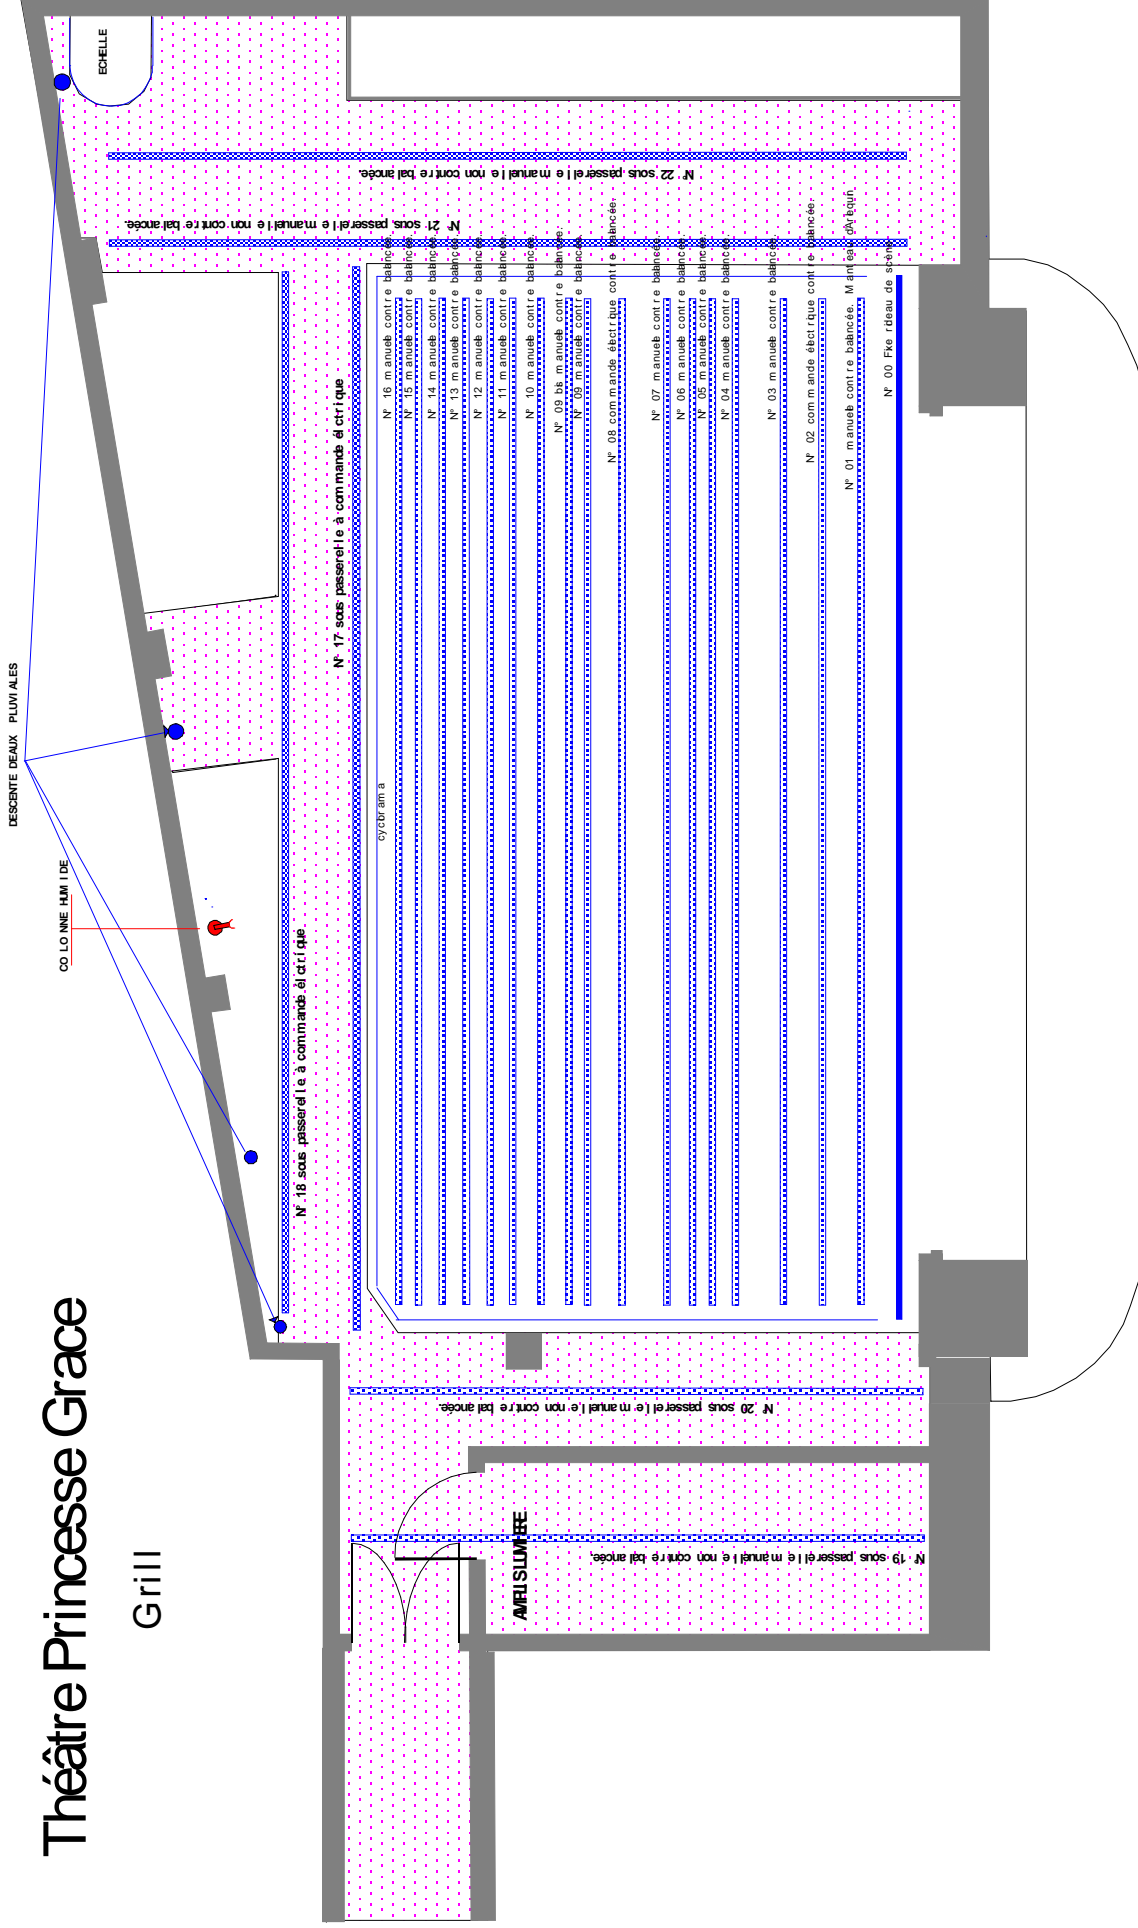 Théâtre Princesse Grace
Grill
DESCENTE DEAUX PLUVIALES
COLONNE HUMIDE
ECHELLE
N° 22 sous passerelle manuelle non contre balancée.
N° 21 sous passerelle manuelle non contre balancée.
N° 18 sous passerelle à commande élctrique
N° 17 sous passerelle à commande élctrique
cyclorama
N° 16 manuelle contre balancée.
N° 15 manuelle contre balancée.
N° 14 manuelle contre balancée.
N° 13 manuelle contre balancée.
N° 12 manuelle contre balancée.
N° 11 manuelle contre balancée.
N° 10 manuelle contre balancée.
N° 09 bis manuelle contre balancée.
N° 09 manuelle contre balancée.
N° 08 commande électrique contre balancée.
N° 07 manuelle contre balancée.
N° 06 manuelle contre balancée.
N° 05 manuelle contre balancée.
N° 04 manuelle contre balancée.
N° 03 manuelle contre balancée.
N° 02 commande électrique contre balancée.
N° 01 manuelle contre balancée. Manteau d'Arlequin
N° 00 Fixe rideau de scène
N° 20 sous passerelle manuelle non contre balancée.
N° 19 sous passerelle manuelle non contre balancée.
AMPLIS LUMIERE